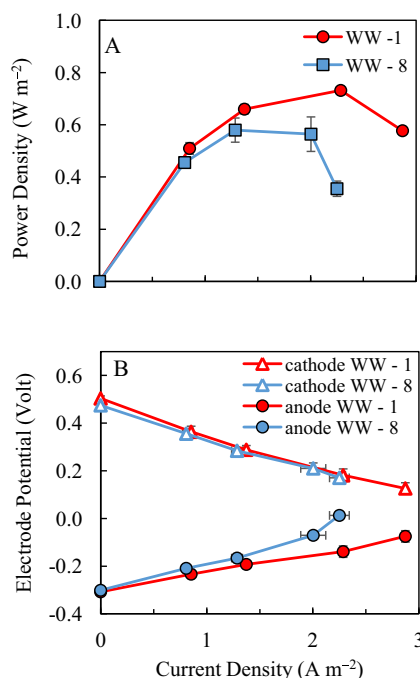 A
WW -1
WW - 8
1.0
0.8
0.6
0.4
0.2
0.0
Power Density (W m⁻²)
B
cathode WW - 1
cathode WW - 8
anode WW - 1
anode WW - 8
0.6
0.4
0.2
0.0
-0.2
-0.4
Electrode Potential (Volt)
0 1 2 3
Current Density (A m⁻²)